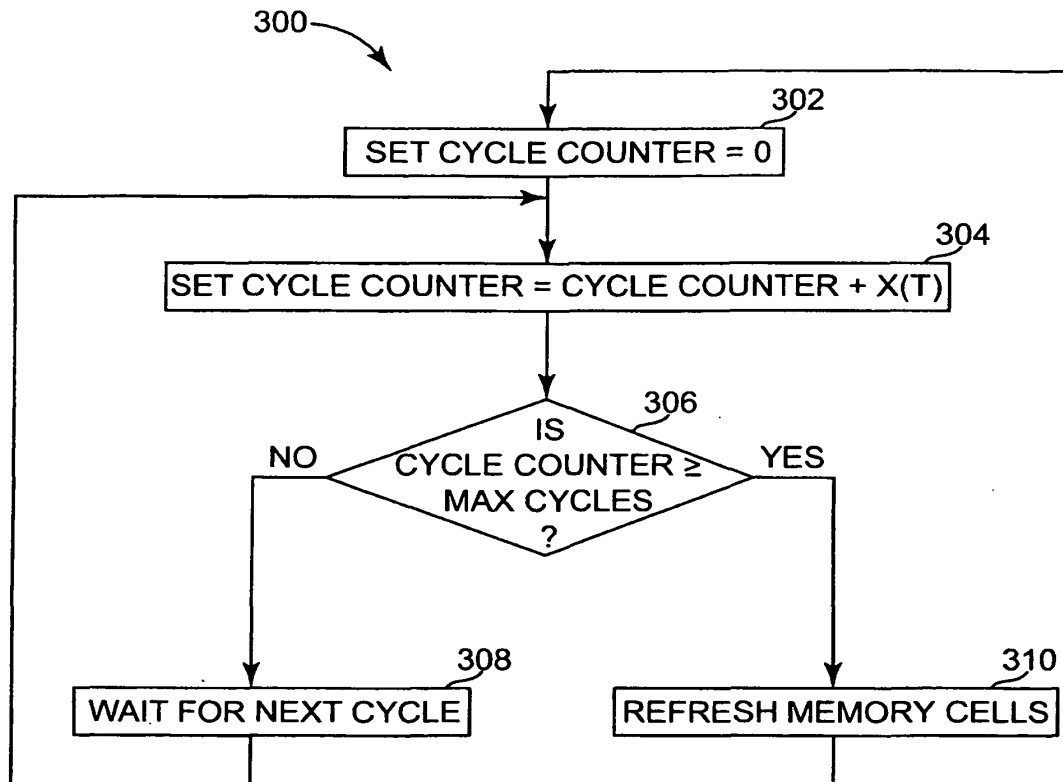 300
302
SET CYCLE COUNTER = 0
304
SET CYCLE COUNTER = CYCLE COUNTER + X(T)
306
IS
CYCLE COUNTER ≥
MAX CYCLES
?
NO
YES
308
WAIT FOR NEXT CYCLE
310
REFRESH MEMORY CELLS